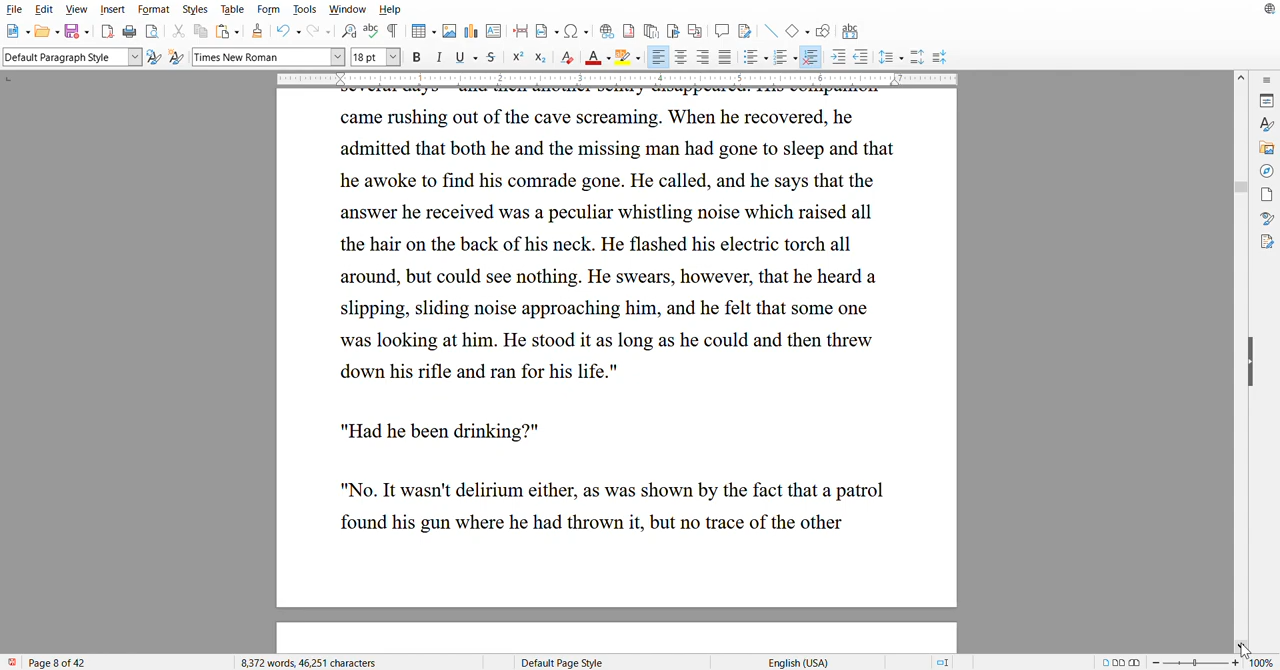 File Edit View Insert Format Styles Table Form Tools Window Help
Default Paragraph Style Times New Roman 18 pt
several days and then another sentry disappeared. His companion
came rushing out of the cave screaming. When he recovered, he
admitted that both he and the missing man had gone to sleep and that
he awoke to find his comrade gone. He called, and he says that the
answer he received was a peculiar whistling noise which raised all
the hair on the back of his neck. He flashed his electric torch all
around, but could see nothing. He swears, however, that he heard a
slipping, sliding noise approaching him, and he felt that some one
was looking at him. He stood it as long as he could and then threw
down his rifle and ran for his life."
"Had he been drinking?"
"No. It wasn't delirium either, as was shown by the fact that a patrol
found his gun where he had thrown it, but no trace of the other
Page 8 of 42 8,372 words, 46,251 characters Default Page Style English (USA) 100%